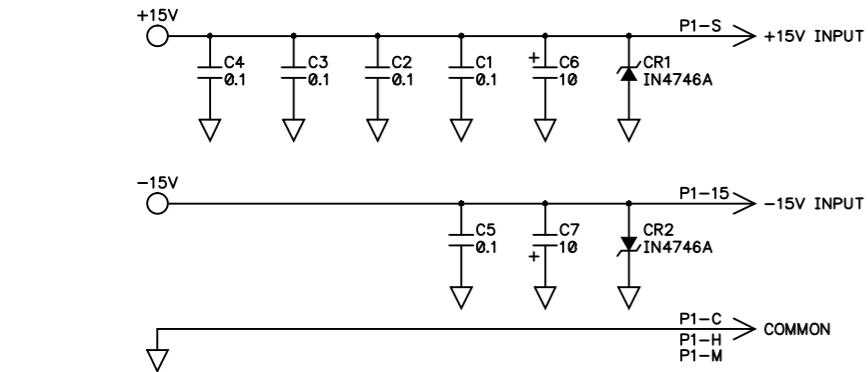 +15V
P1-S
+15V INPUT
C4
0.1
C3
0.1
C2
0.1
C1
0.1
+
C6
10
CR1
IN4746A
-15V
P1-15
-15V INPUT
C5
0.1
C7
10
+
CR2
IN4746A
P1-C
COMMON
P1-H
P1-M